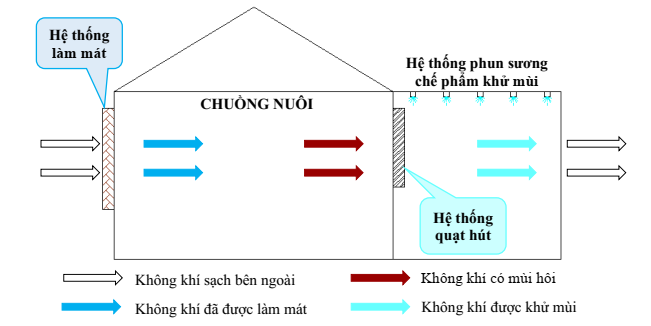 Hệ thống
làm mát
Hệ thống phun sương
chế phẩm khử mùi
CHUỒNG NUÔI
Hệ thống
quạt hút
Không khí sạch bên ngoài
Không khí có mùi hôi
Không khí đã được làm mát
Không khí được khử mùi